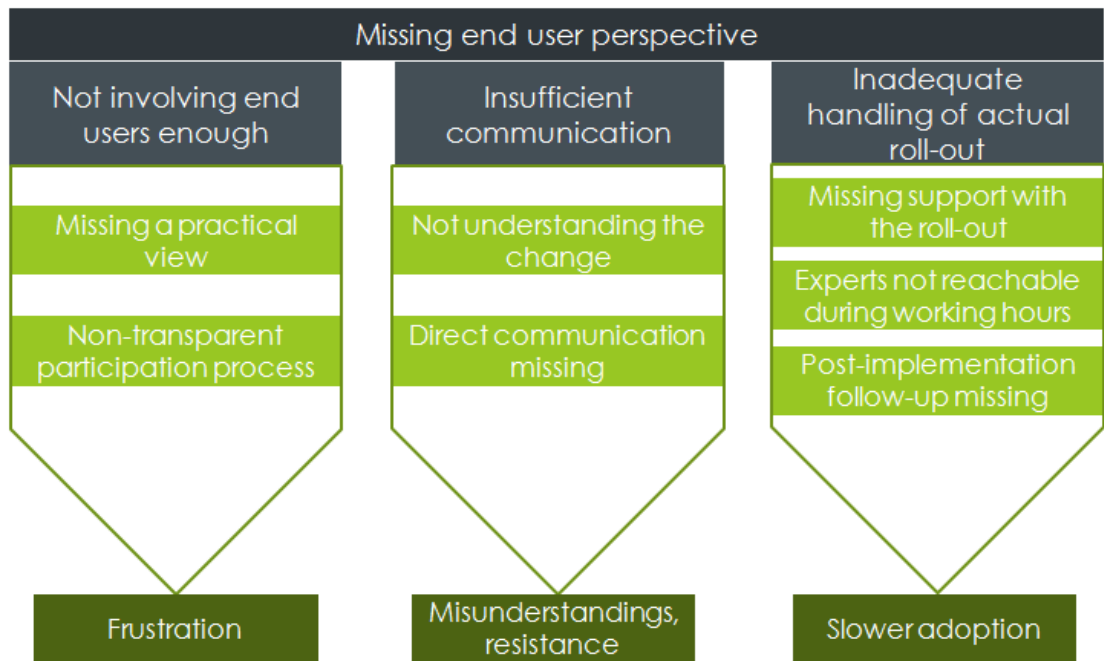 Missing end user perspective
Not involving end
users enough
Missing a practical
view
Non-transparent
participation process
Frustration
Insufficient
communication
Not understanding the
change
Direct communication
missing
Misunderstandings,
resistance
Inadequate
handling of actual
roll-out
Missing support with
the roll-out
Experts not reachable
during working hours
Post-implementation
follow-up missing
Slower adoption